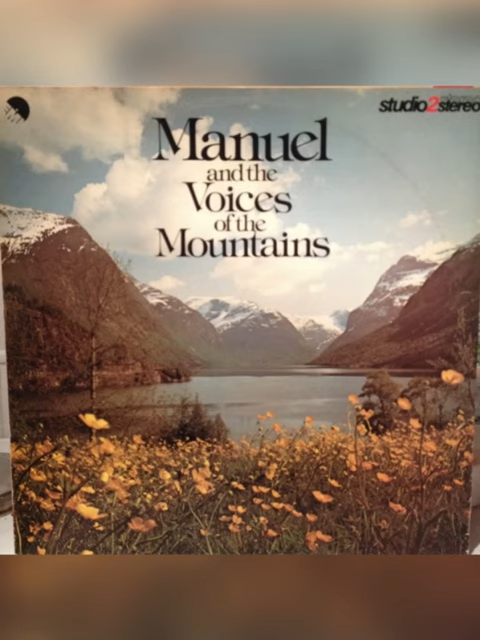 studio2stereo
Manuel
and the
Voices
of the
Mountains